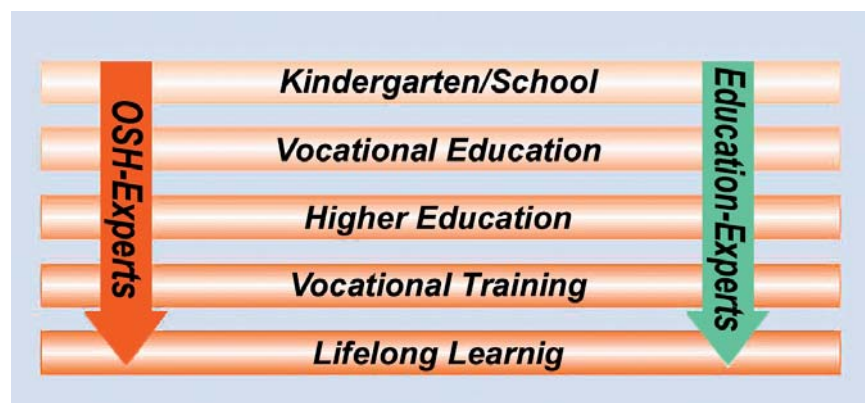 Kindergarten/School
Vocational Education
Higher Education
Vocational Training
Lifelong Learnig
OSH-Experts
Education-Experts